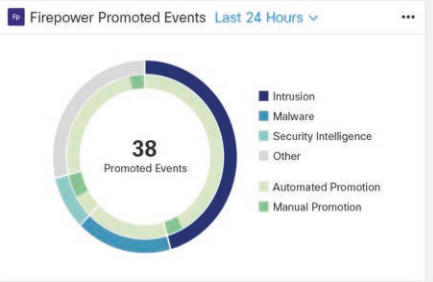 Fp Firepower Promoted Events Last 24 Hours
38
Promoted Events
Intrusion
Malware
Security Intelligence
Other
Automated Promotion
Manual Promotion